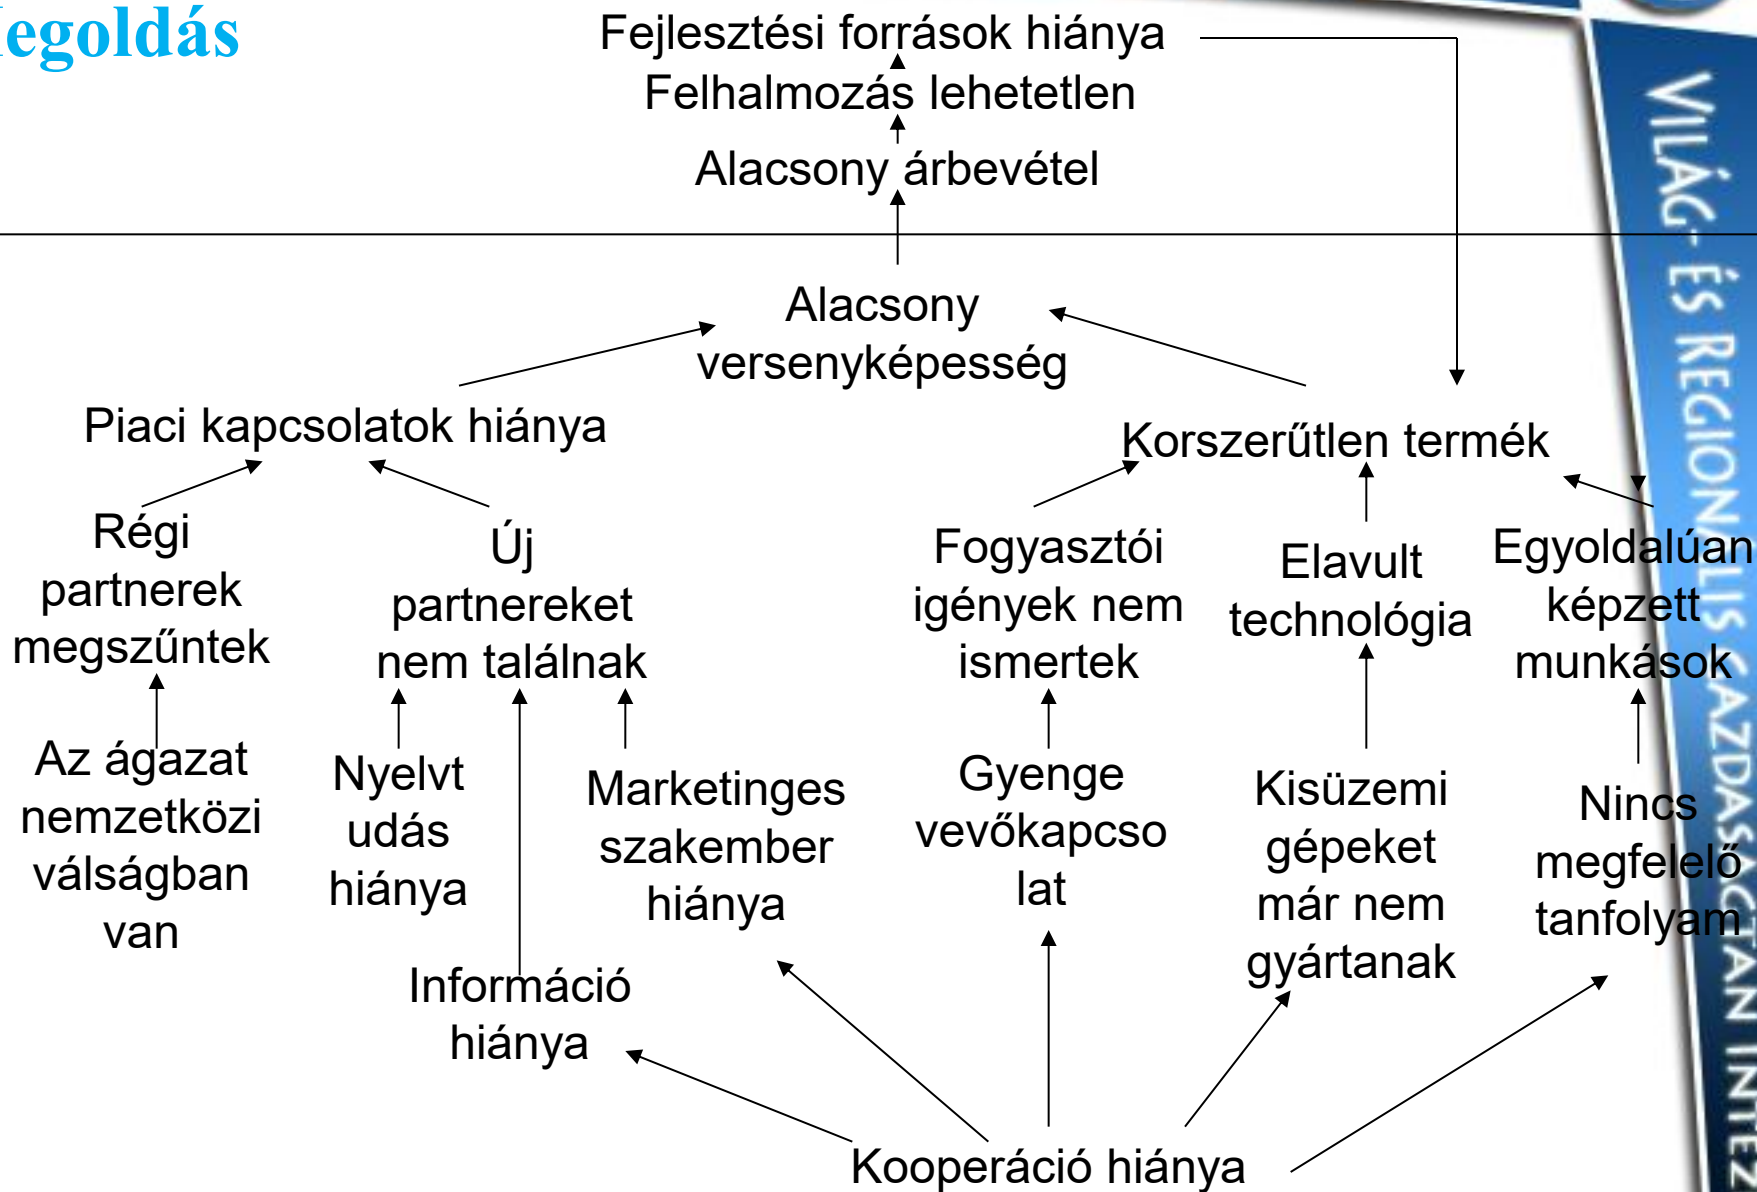 egoldás
Fejlesztési források hiánya
Felhalmozás lehetetlen
Alacsony árbevétel
Alacsony
versenyképesség
Piaci kapcsolatok hiánya
Korszerűtlen termék
Régi
partnerek
megszűntek
Új
partnereket
nem találnak
Fogyasztói
igények nem
ismertek
Elavult
technológia
Egyoldalúan
képzett
munkások
Az ágazat
nemzetközi
válságban
van
Nyelvt
udás
hiánya
Marketinges
szakember
hiánya
Gyenge
vevőkapcso
lat
Kisüzemi
gépeket
már nem
gyártanak
Nincs
megfelelő
tanfolyam
Információ
hiánya
Kooperáció hiánya
VILÁG- ÉS REGIONÁLIS GAZDASÁGTAN INTÉZ